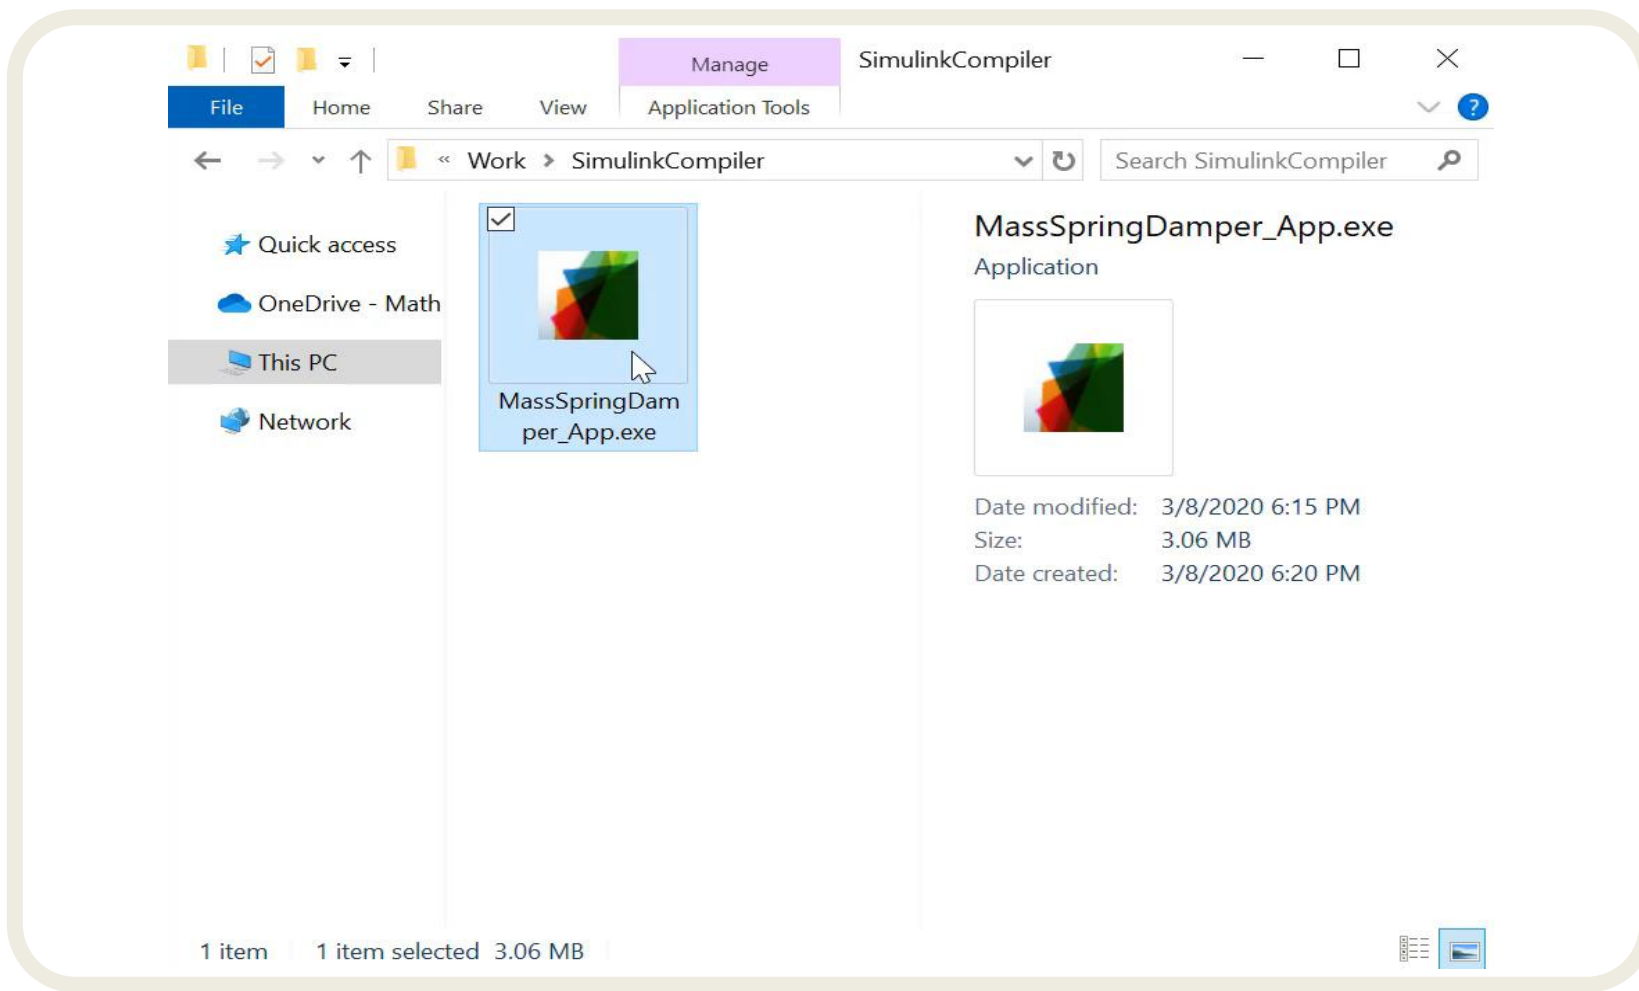 Manage
SimulinkCompiler
File Home Share View Application Tools
?
« Work SimulinkCompiler
Search SimulinkCompiler
Quick access
OneDrive - Math
This PC
Network
MassSpringDam
per_App.exe
MassSpringDamper_App.exe
Application
Date modified: 3/8/2020 6:15 PM
Size: 3.06 MB
Date created: 3/8/2020 6:20 PM
1 item 1 item selected 3.06 MB